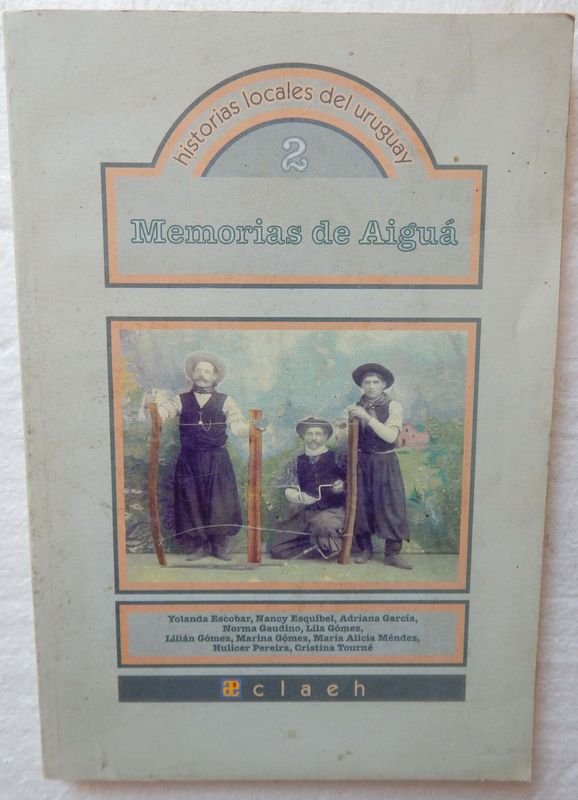 historias locales del uruguay
2
Memorias de Aiguá
Yolanda Escobar, Nancy Esquibel, Adriana García,
Norma Gaudino, Lila Gómez,
Lilián Gómez, Marina Gómez, María Alicia Méndez,
Hulicer Pereira, Cristina Tourné
æ claeh